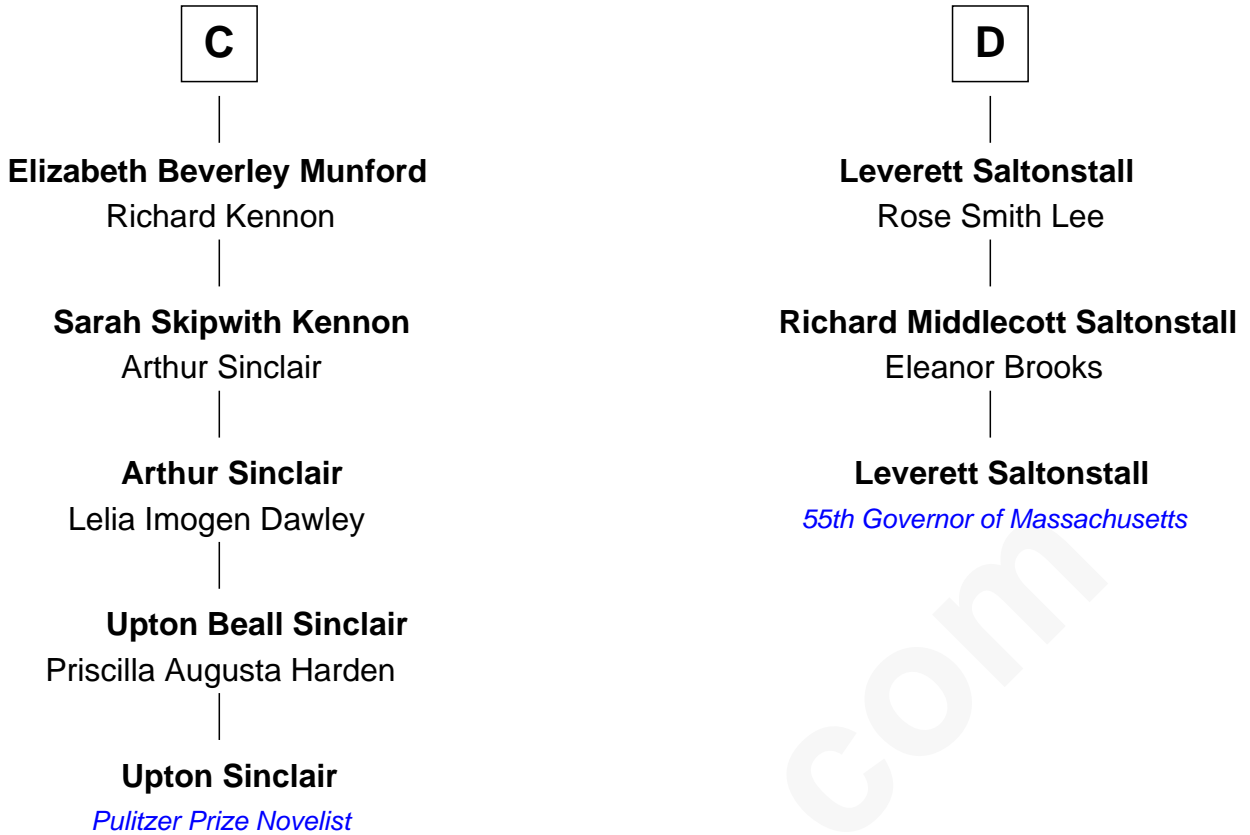 C
Elizabeth Beverley Munford
Richard Kennon
Sarah Skipwith Kennon
Arthur Sinclair
Arthur Sinclair
Lelia Imogen Dawley
Upton Beall Sinclair
Priscilla Augusta Harden
Upton Sinclair
Pulitzer Prize Novelist
D
Leverett Saltonstall
Rose Smith Lee
Richard Middlecott Saltonstall
Eleanor Brooks
Leverett Saltonstall
55th Governor of Massachusetts
com